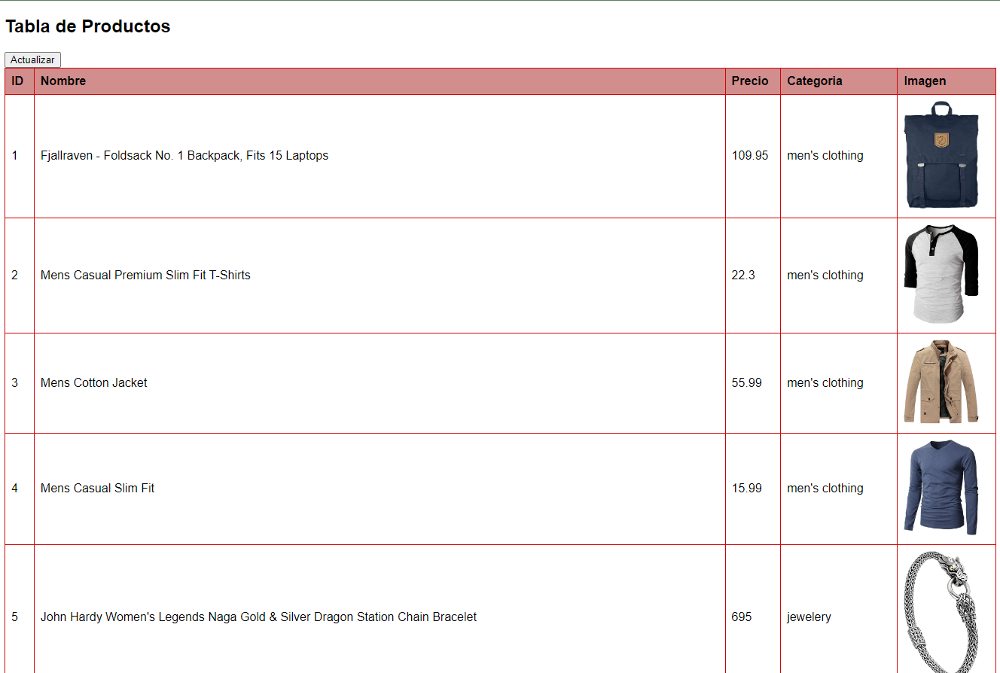 Tabla de Productos
Actualizar
ID Nombre Precio Categoria Imagen
1 Fjallraven - Foldsack No. 1 Backpack, Fits 15 Laptops 109.95 men's clothing
2 Mens Casual Premium Slim Fit T-Shirts 22.3 men's clothing
3 Mens Cotton Jacket 55.99 men's clothing
4 Mens Casual Slim Fit 15.99 men's clothing
5 John Hardy Women's Legends Naga Gold & Silver Dragon Station Chain Bracelet 695 jewelery